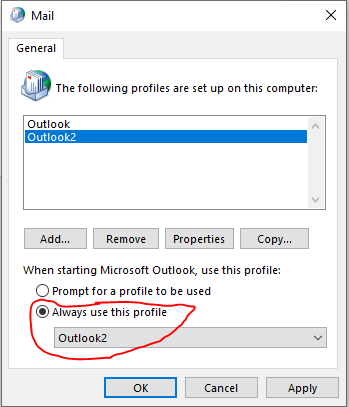 Mail
General
The following profiles are set up on this computer:
Outlook
Outlook2
Add... Remove Properties Copy...
When starting Microsoft Outlook, use this profile:
Prompt for a profile to be used
Always use this profile
Outlook2
OK Cancel Apply